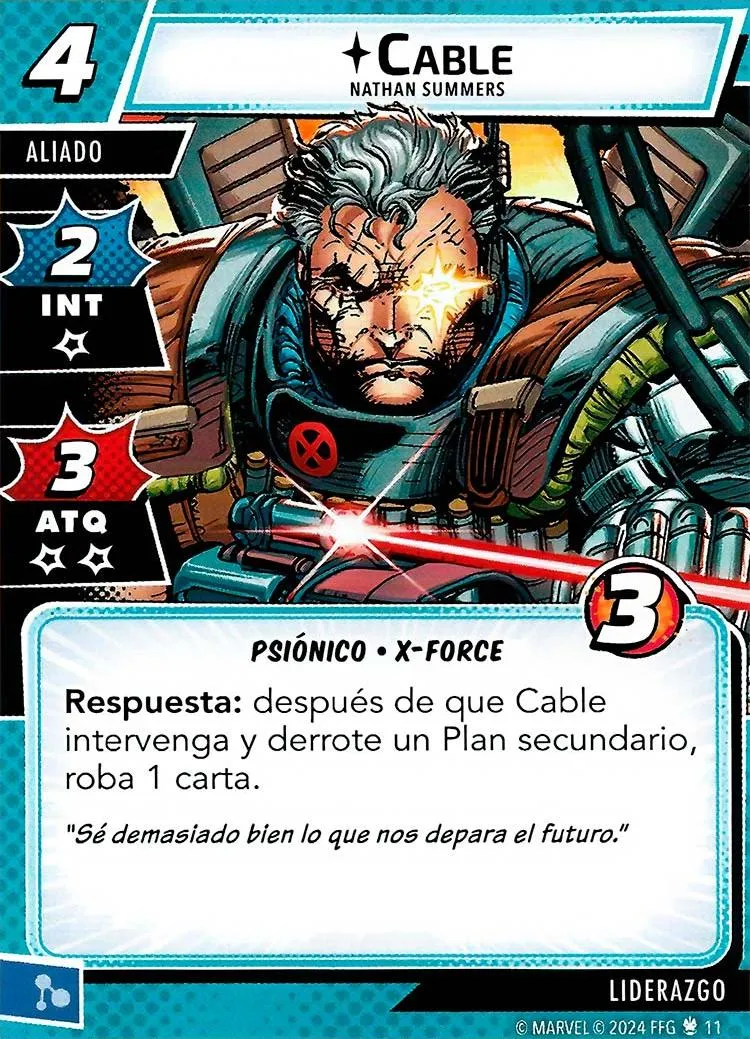 4
CABLE
NATHAN SUMMERS
ALIADO
2
INT
3
ATQ
3
PSIÓNICO • X-FORCE
Respuesta: después de que Cable
intervenga y derrote un Plan secundario,
roba 1 carta.
"Sé demasiado bien lo que nos depara el futuro."
LIDERAZGO
© MARVEL © 2024 FFG 11